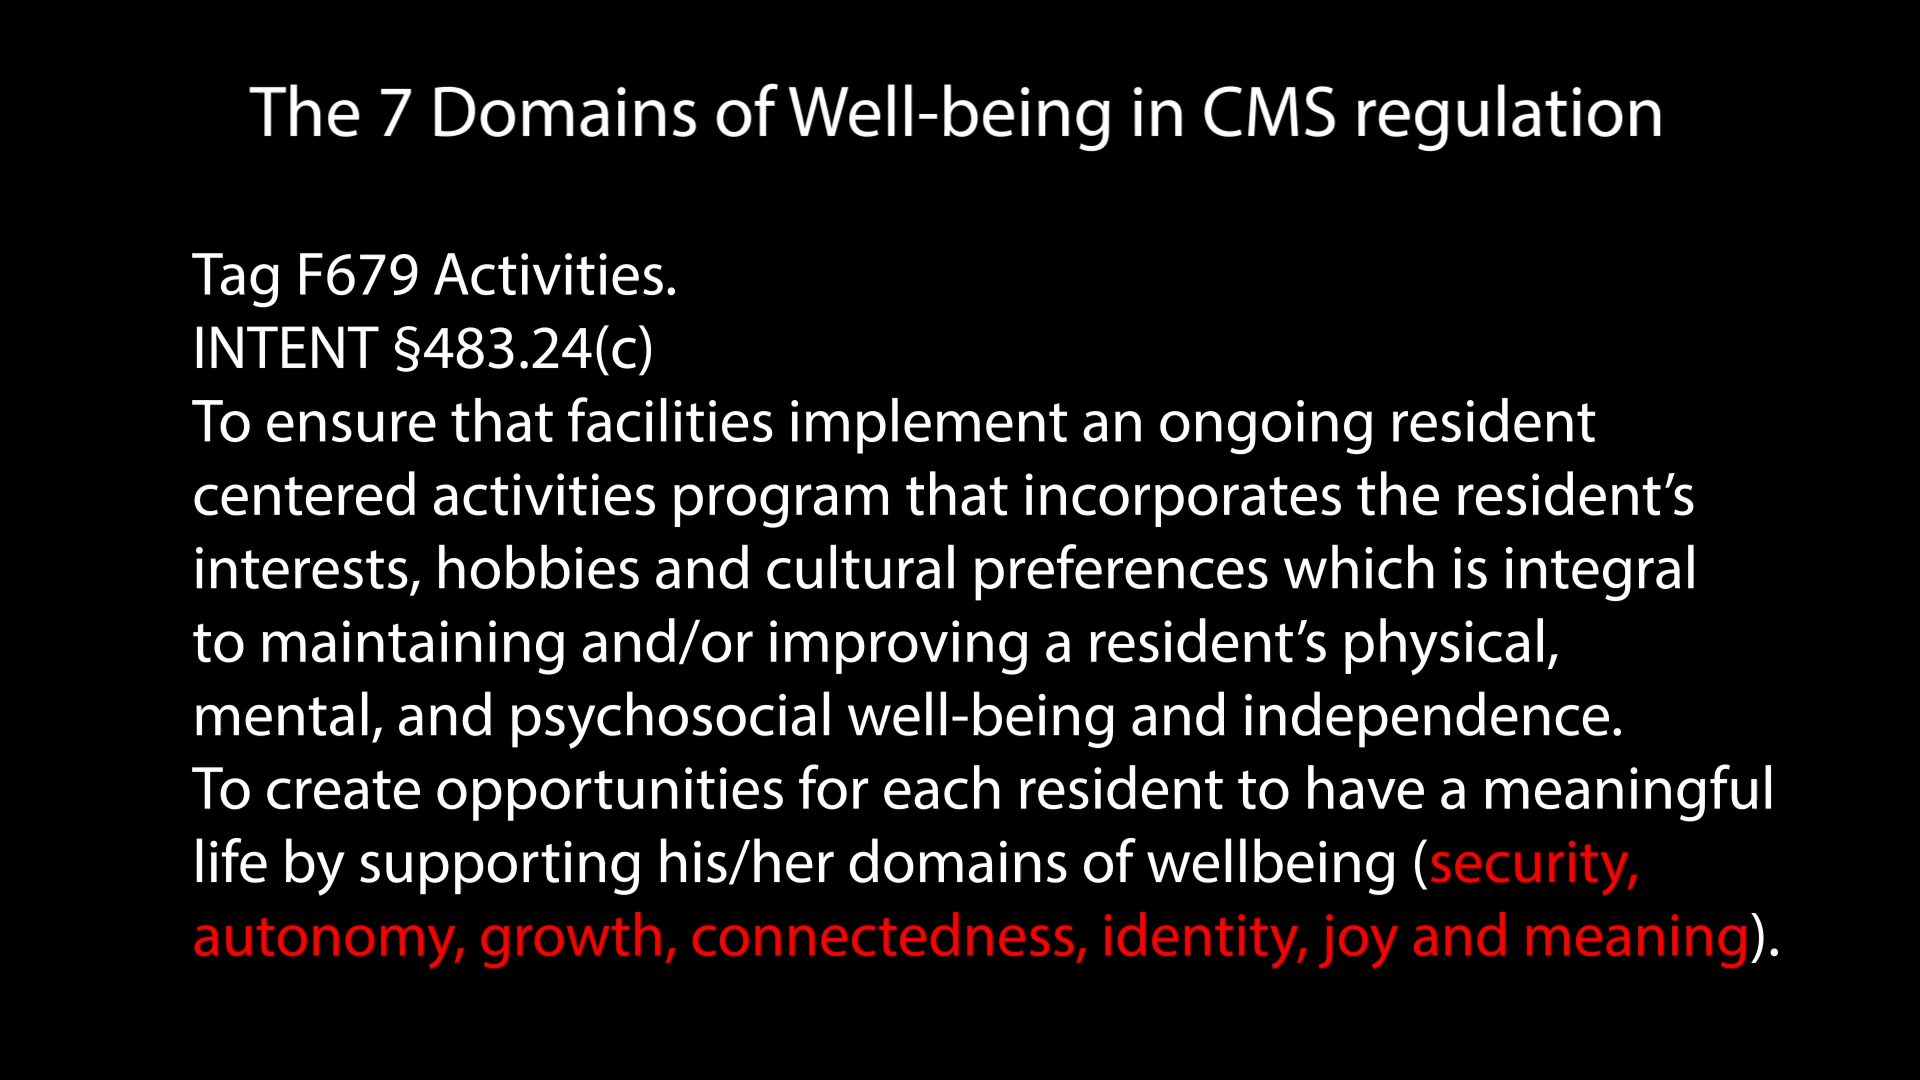 The 7 Domains of Well-being in CMS regulation
Tag F679 Activities.
INTENT §483.24(c)
To ensure that facilities implement an ongoing resident
centered activities program that incorporates the resident’s
interests, hobbies and cultural preferences which is integral
to maintaining and/or improving a resident’s physical,
mental, and psychosocial well-being and independence.
To create opportunities for each resident to have a meaningful
life by supporting his/her domains of wellbeing (security,
autonomy, growth, connectedness, identity, joy and meaning).